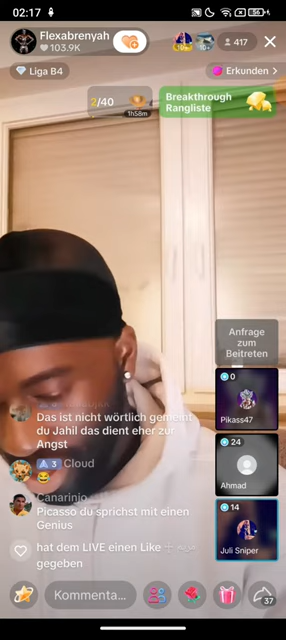 02:17
56
Flexabrenyah
103.9K
417
Liga B4
Erkunden >
2/40
1h58m
Breakthrough
Rangliste
Anfrage
zum
Beitreten
0
Pikass47
24
Ahmad
14
Juli Sniper
Das ist nicht wörtlich gemeint
du Jahil das dient eher zur
Angst
3 Cloud
Canarinjo
Picasso du sprichst mit einen
Genius
hat dem LIVE einen Like
gegeben
Kommenta...
37